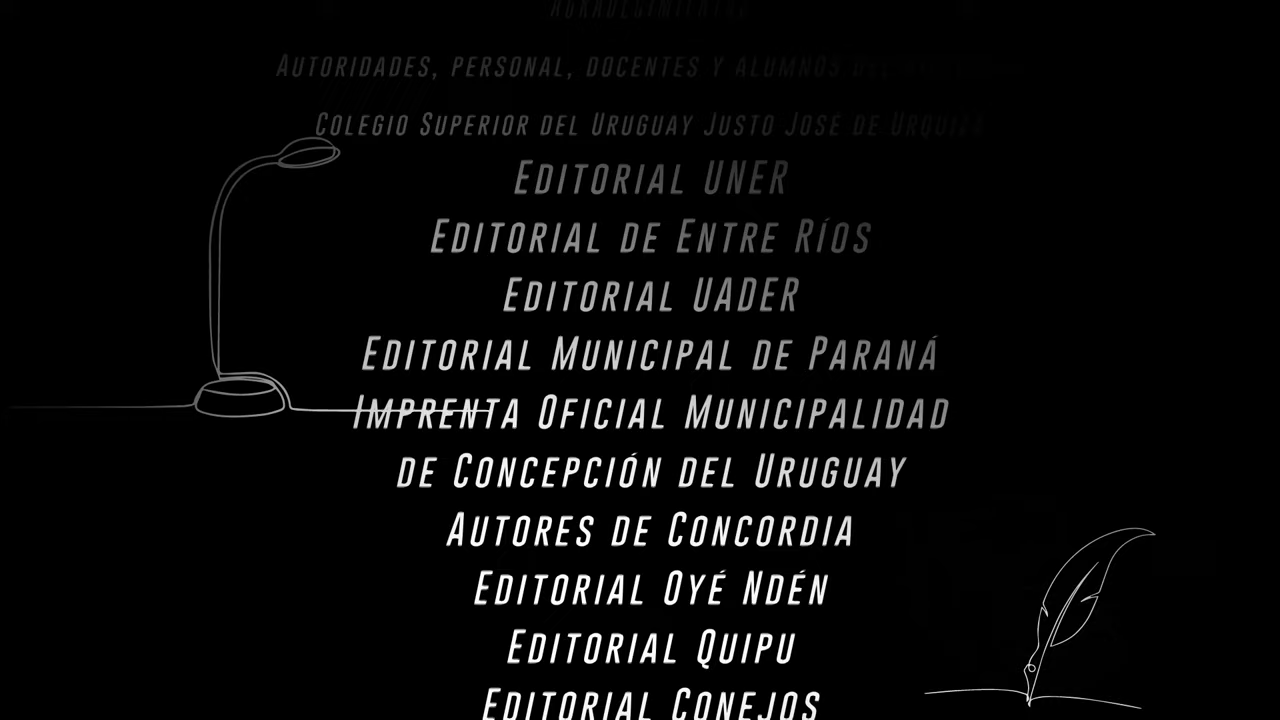 AGRADECIMIENTOS
AUTORIDADES, PERSONAL, DOCENTES Y ALUMNOS DEL
COLEGIO SUPERIOR DEL URUGUAY JUSTO JOSÉ DE URQUIZA
EDITORIAL UNER
EDITORIAL DE ENTRE RÍOS
EDITORIAL UADER
EDITORIAL MUNICIPAL DE PARANÁ
IMPRENTA OFICIAL MUNICIPALIDAD
DE CONCEPCIÓN DEL URUGUAY
AUTORES DE CONCORDIA
EDITORIAL OYÉ NDÉN
EDITORIAL QUIPU
EDITORIAL CONEJOS